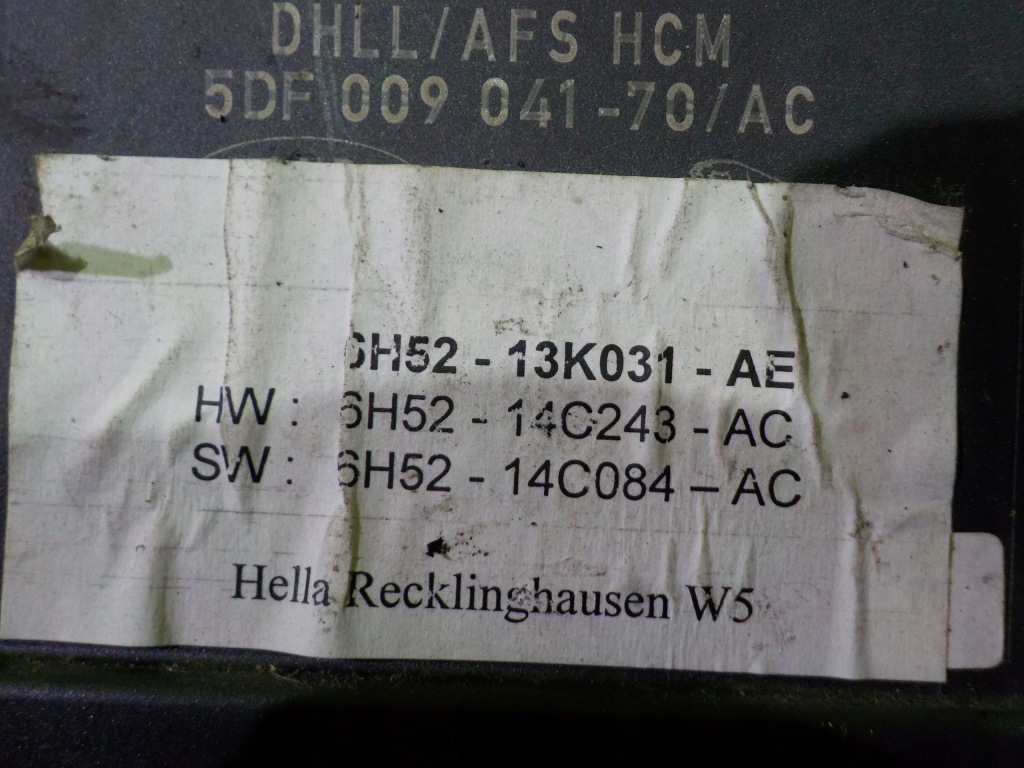 DHLL/AFS HCM
5DF 009 041-70/AC
6H52 - 13K031 - AE
HW : 6H52 - 14C243 - AC
SW : 6H52 - 14C084 – AC
Hella Recklinghausen W5